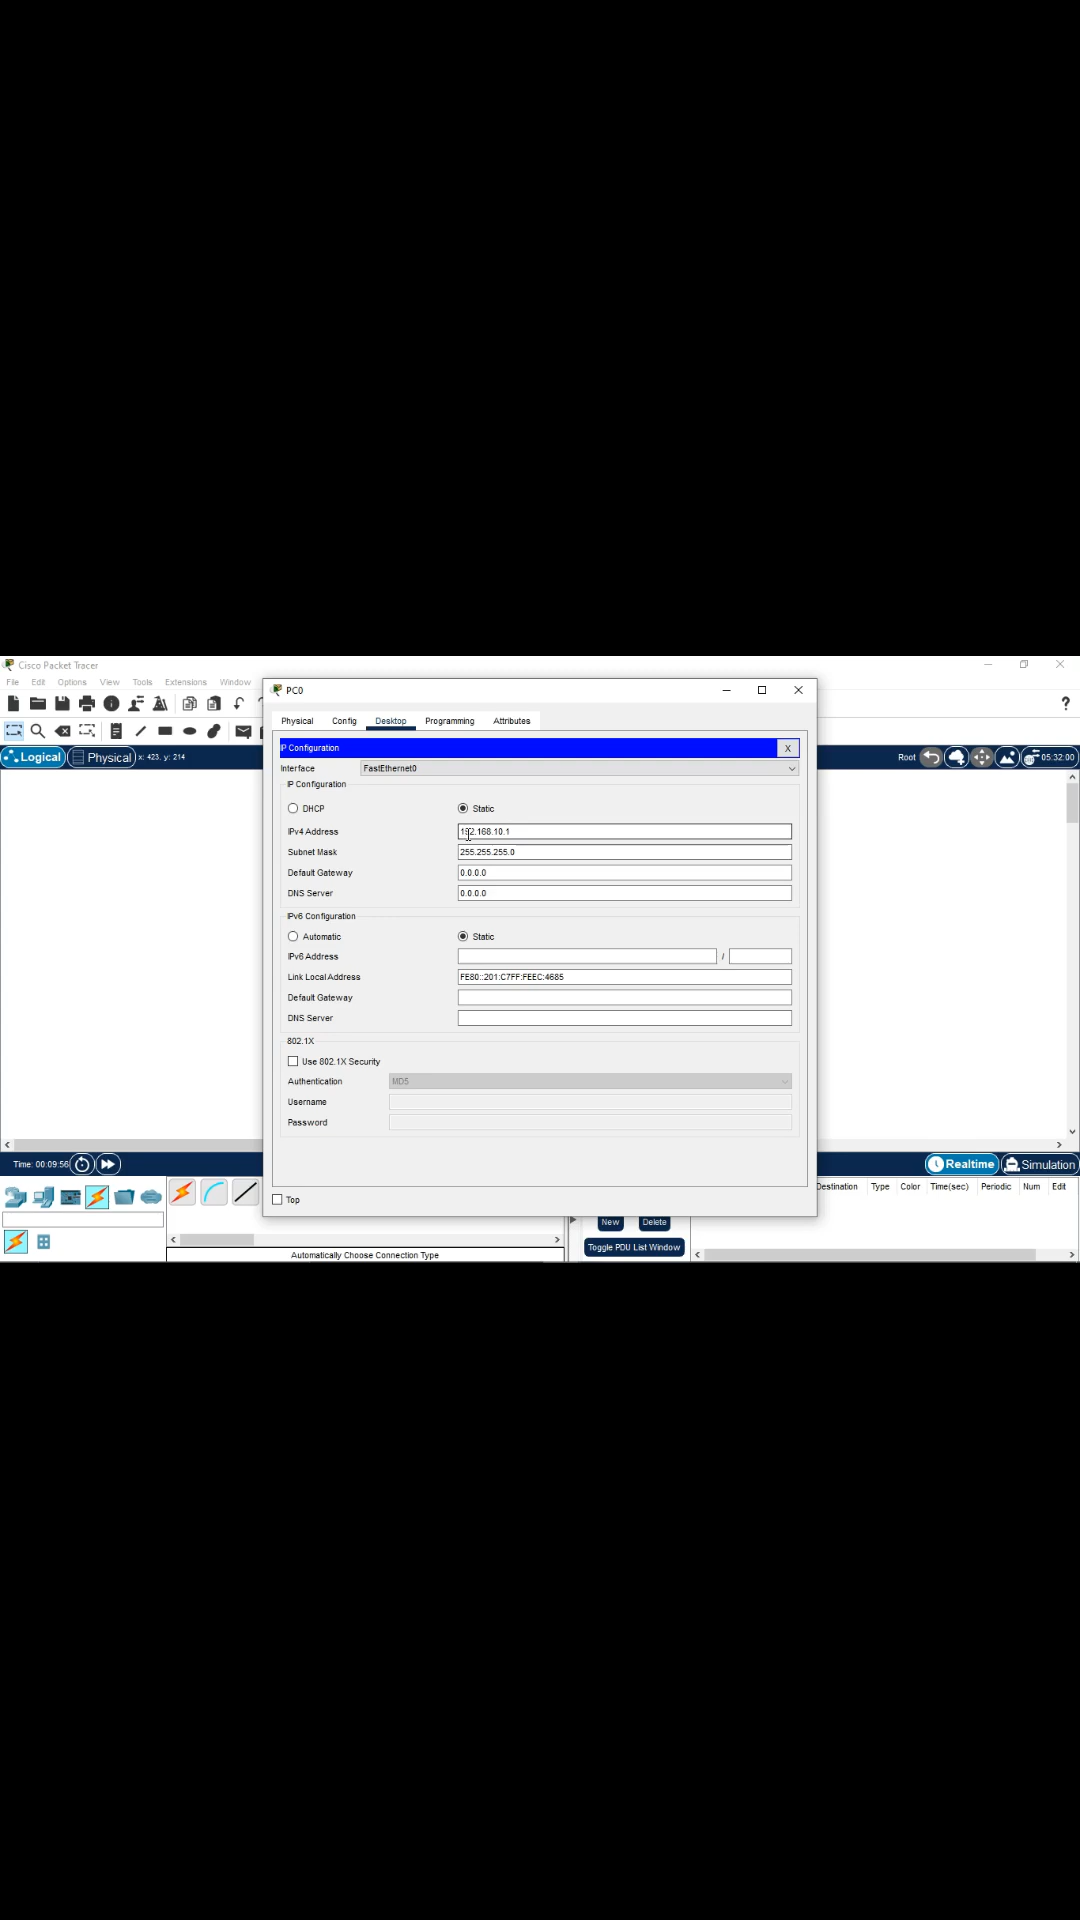 Cisco Packet Tracer
File Edit Options View Tools Extensions Window
PC0
?
Physical Config Desktop Programming Attributes
Logical Physical x: 423, y: 214
Root 05:32:00
IP Configuration X
Interface FastEthernet0
IP Configuration
DHCP Static
IPv4 Address 192.168.10.1
Subnet Mask 255.255.255.0
Default Gateway 0.0.0.0
DNS Server 0.0.0.0
IPv6 Configuration
Automatic Static
IPv6 Address /
Link Local Address FE80::201:C7FF:FEEC:4685
Default Gateway
DNS Server
802.1X
Use 802.1X Security
Authentication MD5
Username
Password
Time: 00:09:56
Realtime Simulation
Top
Destination Type Color Time(sec) Periodic Num Edit
New Delete
Toggle PDU List Window
Automatically Choose Connection Type